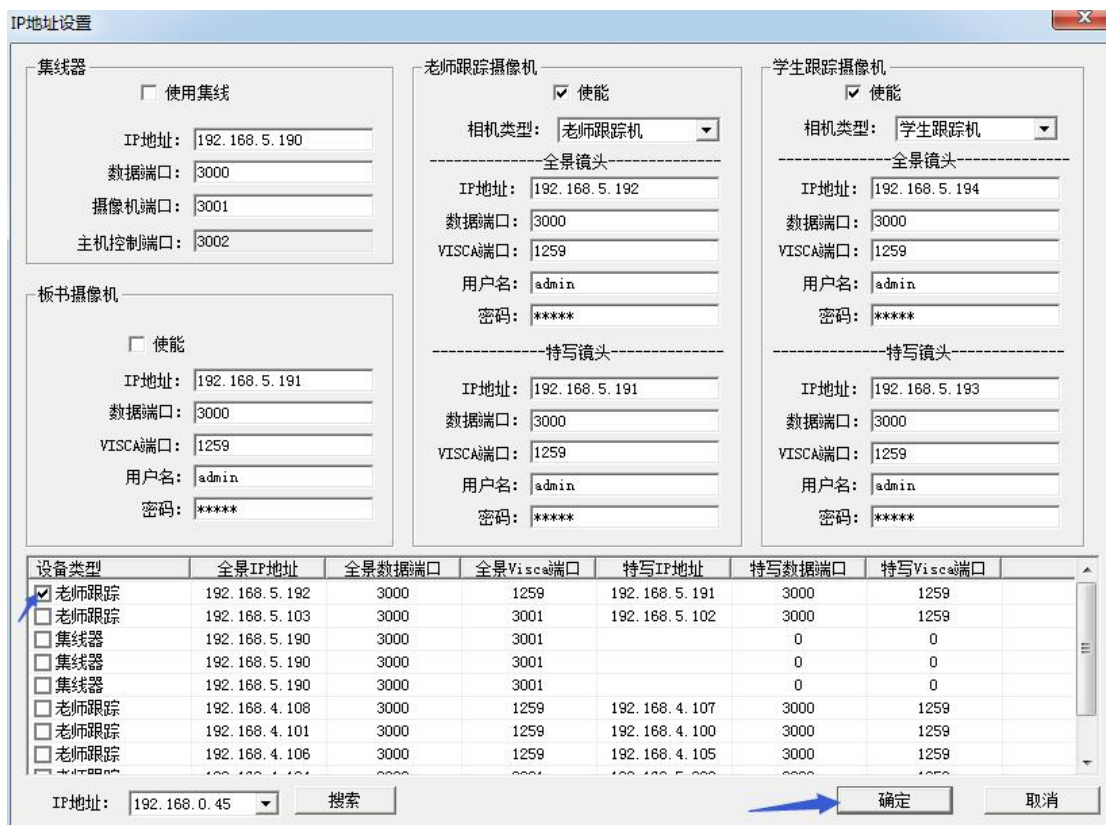 IP地址设置
集线器
使用集线
IP地址: 192.168.5.190
数据端口: 3000
摄像机端口: 3001
主机控制端口: 3002
板书摄像机
使能
IP地址: 192.168.5.191
数据端口: 3000
VISCA端口: 1259
用户名: admin
密码: *****
老师跟踪摄像机
使能
相机类型: 老师跟踪机
--------------全景镜头--------------
IP地址: 192.168.5.192
数据端口: 3000
VISCA端口: 1259
用户名: admin
密码: *****
--------------特写镜头--------------
IP地址: 192.168.5.191
数据端口: 3000
VISCA端口: 1259
用户名: admin
密码: *****
学生跟踪摄像机
使能
相机类型: 学生跟踪机
--------------全景镜头--------------
IP地址: 192.168.5.194
数据端口: 3000
VISCA端口: 1259
用户名: admin
密码: *****
--------------特写镜头--------------
IP地址: 192.168.5.193
数据端口: 3000
VISCA端口: 1259
用户名: admin
密码: *****
设备类型 全景IP地址 全景数据端口 全景Visca端口 特写IP地址 特写数据端口 特写Visca端口
老师跟踪 192.168.5.192 3000 1259 192.168.5.191 3000 1259
老师跟踪 192.168.5.103 3000 3001 192.168.5.102 3000 1259
集线器 192.168.5.190 3000 3001 0 0
集线器 192.168.5.190 3000 3001 0 0
集线器 192.168.5.190 3000 3001 0 0
老师跟踪 192.168.4.108 3000 1259 192.168.4.107 3000 1259
老师跟踪 192.168.4.101 3000 1259 192.168.4.100 3000 1259
老师跟踪 192.168.4.106 3000 1259 192.168.4.105 3000 1259
IP地址: 192.168.0.45 搜索 确定 取消